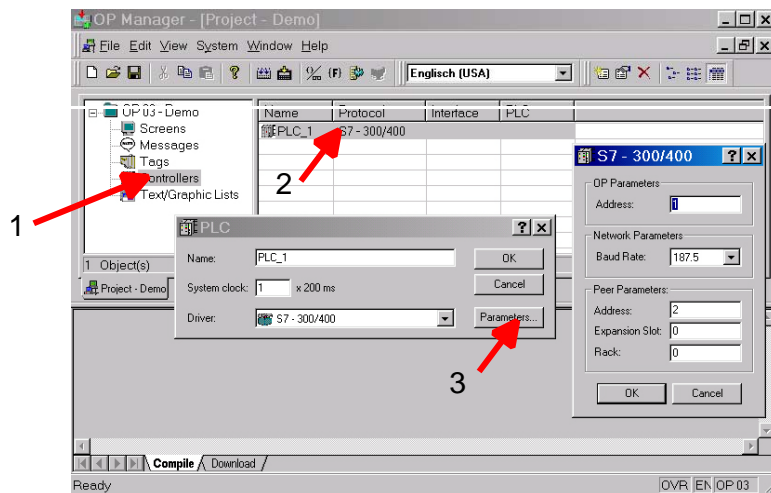 OP Manager - [Project - Demo]
File Edit View System Window Help
Englisch (USA)
OP 03 - Demo
Screens
Messages
Tags
Controllers
Text/Graphic Lists
Name Protocol Interface PLC
PLC_1 S7 - 300/400
1
2
1 Object(s)
Project - Demo
PLC
Name: PLC_1 OK
System clock: 1 x 200 ms Cancel
Driver: S7 - 300/400 Parameters...
3
S7 - 300/400
OP Parameters
Address: 1
Network Parameters
Baud Rate: 187.5
Peer Parameters:
Address: 2
Expansion Slot: 0
Rack: 0
OK Cancel
Compile Download
Ready OVR EN OP 03